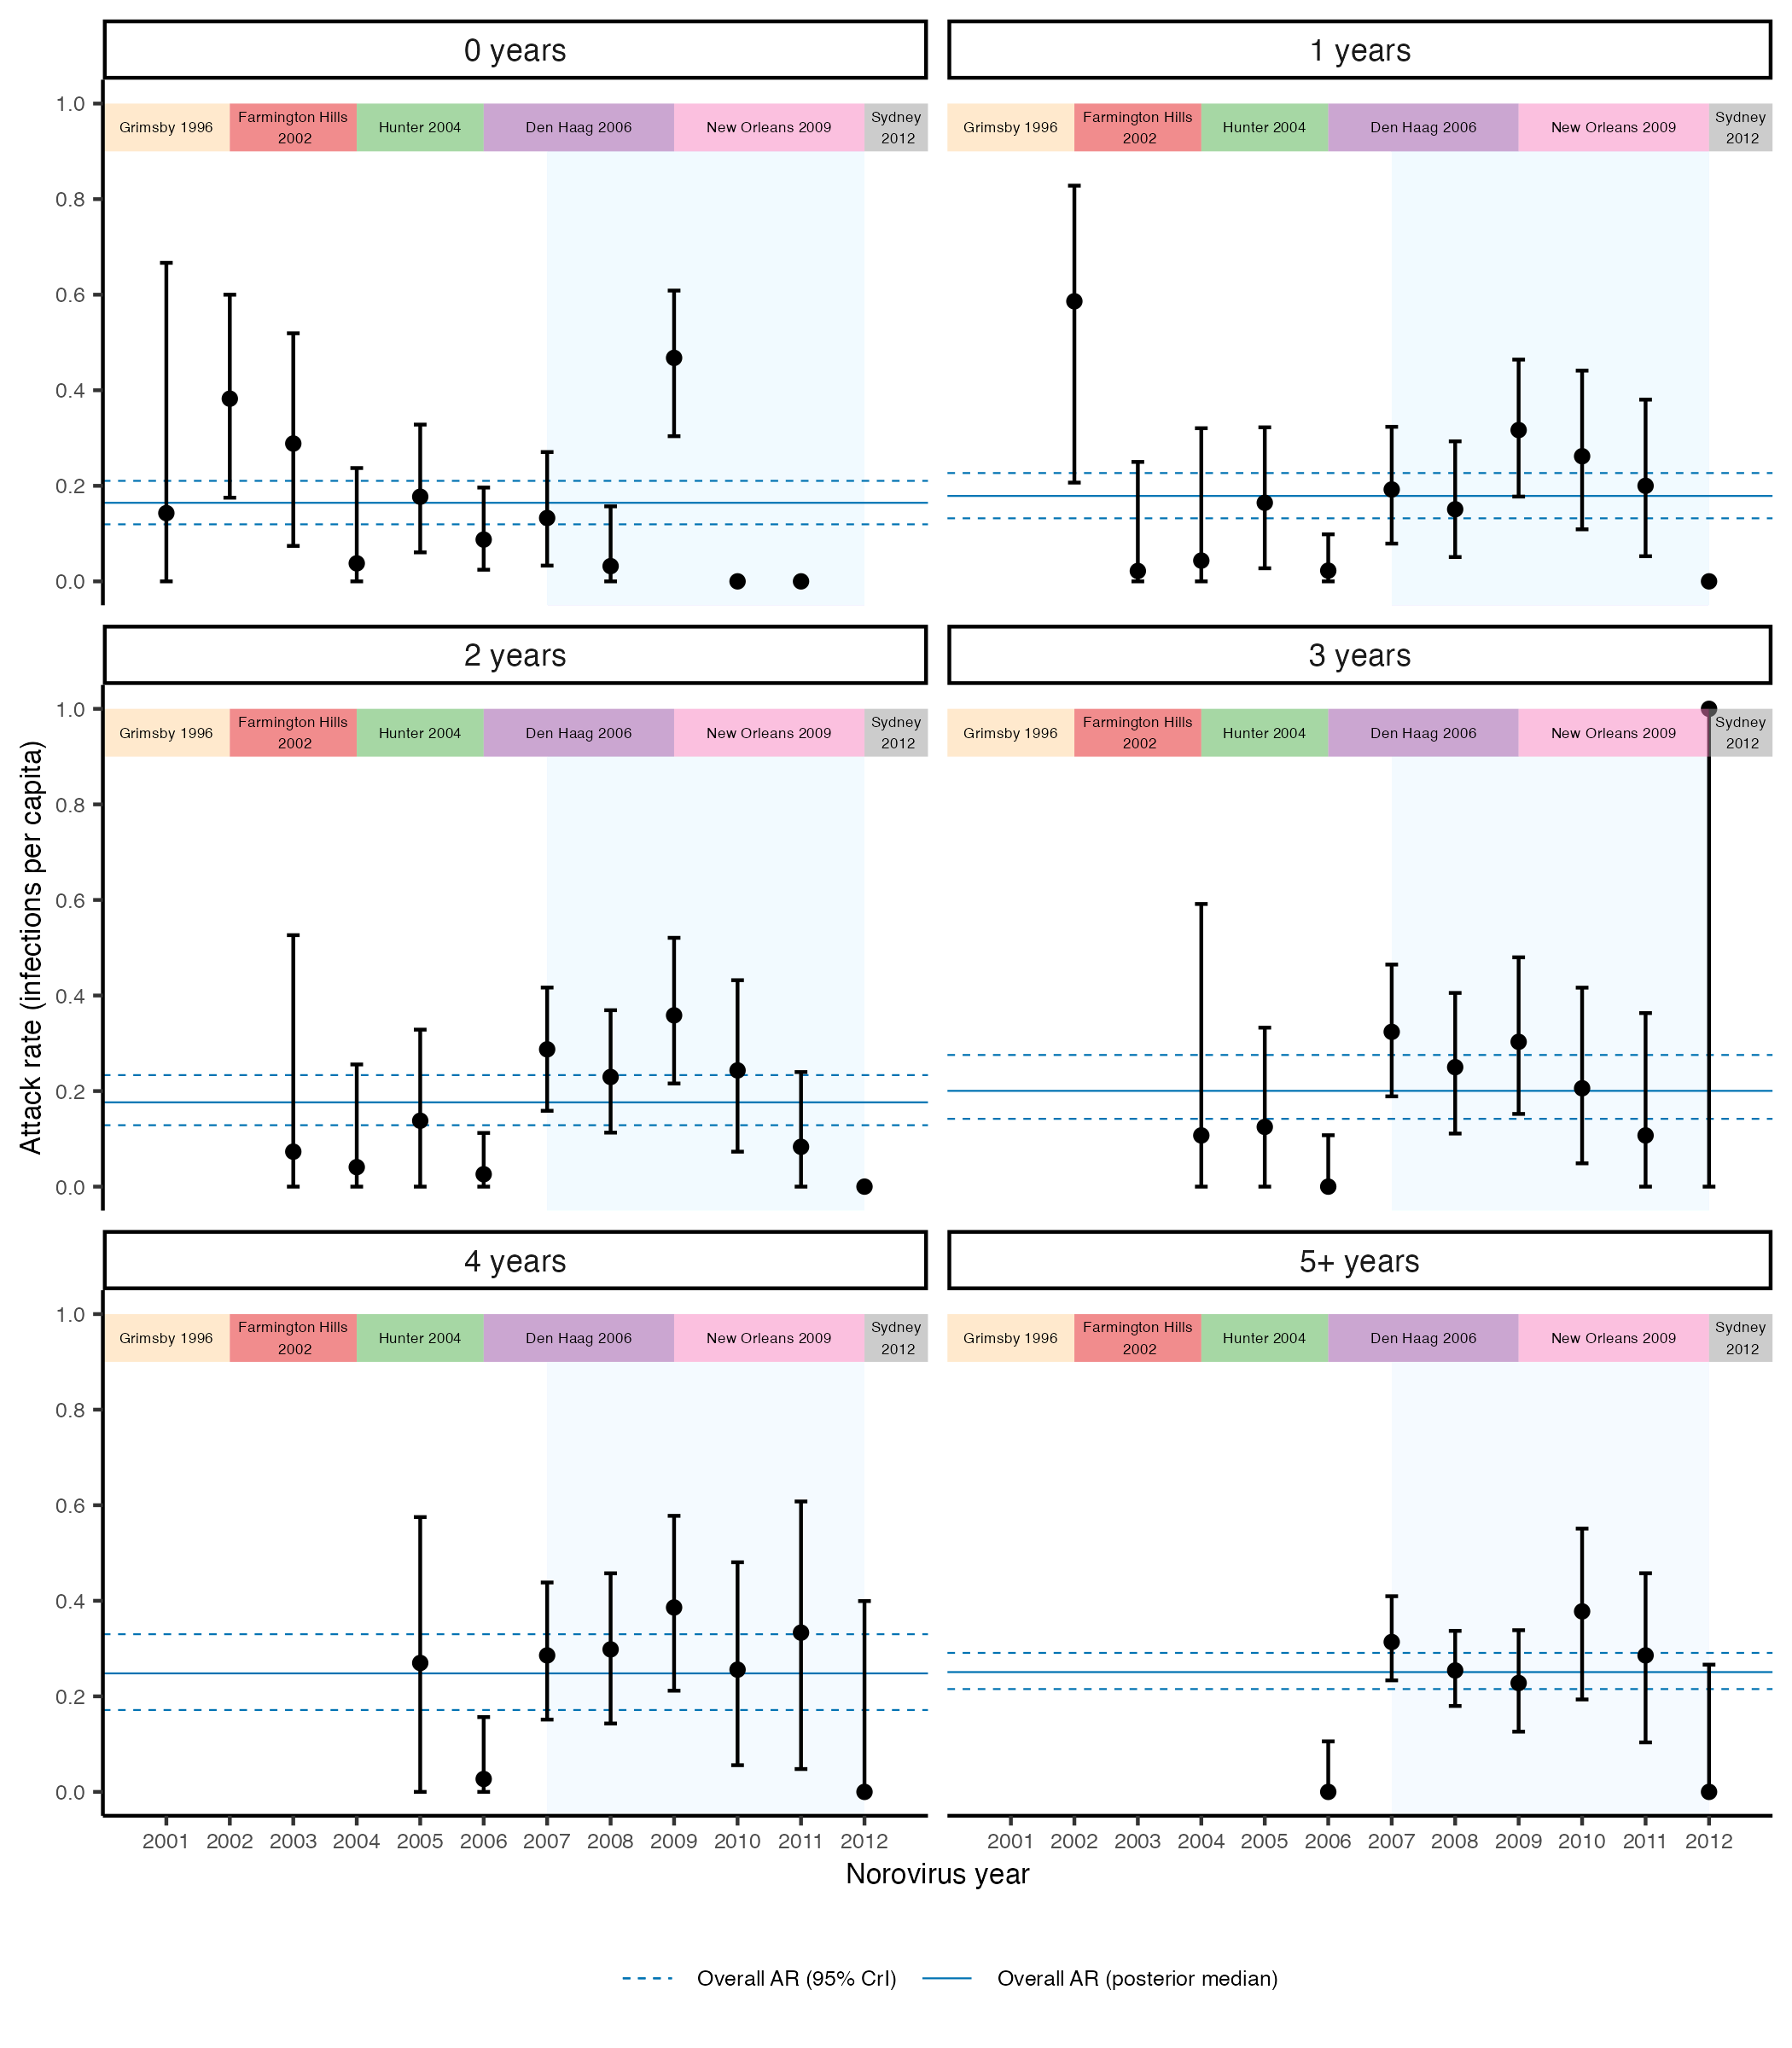 0 years
1 years
1.0
0.8
0.6
0.4
0.2
0.0
Grimsby 1996
Farmington Hills
2002
Hunter 2004
Den Haag 2006
New Orleans 2009
Sydney
2012
Grimsby 1996
Farmington Hills
2002
Hunter 2004
Den Haag 2006
New Orleans 2009
Sydney
2012
2 years
3 years
Attack rate (infections per capita)
1.0
0.8
0.6
0.4
0.2
0.0
Grimsby 1996
Farmington Hills
2002
Hunter 2004
Den Haag 2006
New Orleans 2009
Sydney
2012
Grimsby 1996
Farmington Hills
2002
Hunter 2004
Den Haag 2006
New Orleans 2009
Sydney
2012
4 years
5+ years
1.0
0.8
0.6
0.4
0.2
0.0
Grimsby 1996
Farmington Hills
2002
Hunter 2004
Den Haag 2006
New Orleans 2009
Sydney
2012
Grimsby 1996
Farmington Hills
2002
Hunter 2004
Den Haag 2006
New Orleans 2009
Sydney
2012
2001 2002 2003 2004 2005 2006 2007 2008 2009 2010 2011 2012
2001 2002 2003 2004 2005 2006 2007 2008 2009 2010 2011 2012
Norovirus year
Overall AR (95% CrI)
Overall AR (posterior median)